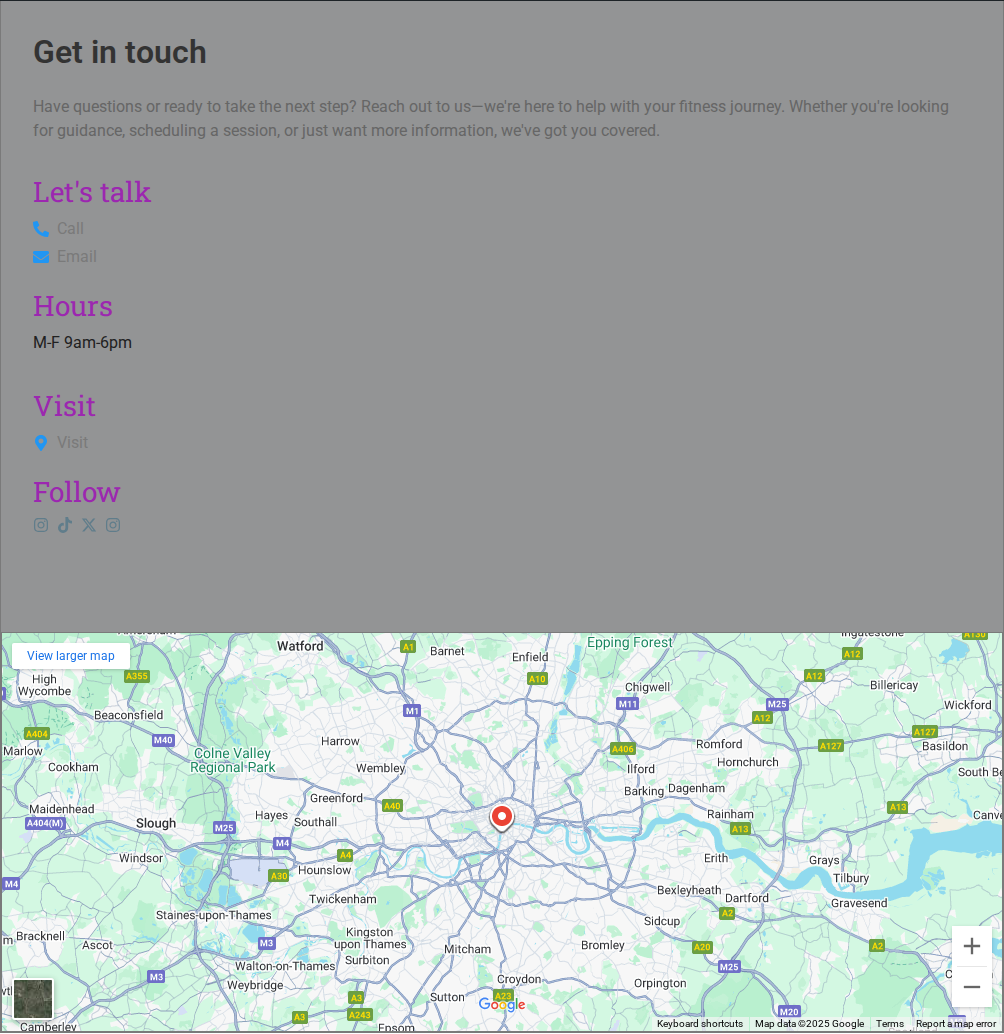 Get in touch
Have questions or ready to take the next step? Reach out to us—we're here to help with your fitness journey. Whether you're looking
for guidance, scheduling a session, or just want more information, we've got you covered.
Let's talk
Call
Email
Hours
M-F 9am-6pm
Visit
Visit
Follow
View larger map
Watford
A1
Barnet
Enfield
Epping Forest
A12
A355
High
Wycombe
A10
Chigwell
A12
Billericay
Beaconsfield
M1
M11
M25
A12
Wickford
A404
M40
Harrow
A406
Romford
A127
A127
Marlow
Colne Valley
Regional Park
Basildon
Cookham
Wembley
Ilford
Hornchurch
Barking
Dagenham
Maidenhead
Greenford
A40
A13
A404(M)
Slough
Hayes
Southall
Rainham
M25
A13
M4
A4
Windsor
Erith
Grays
M4
A30
Hounslow
Tilbury
Twickenham
Bexleyheath
Dartford
Gravesend
Staines-upon-Thames
A2
Sidcup
Bracknell
Ascot
M3
Kingston
upon Thames
Mitcham
Bromley
A20
A2
Surbiton
Walton-on-Thames
M25
M3
Weybridge
Croydon
Orpington
Sutton
A23
A3
A3
A243
M20
Camberley
Epsom
Google
Keyboard shortcuts
Map data ©2025 Google
Terms
Report a map error